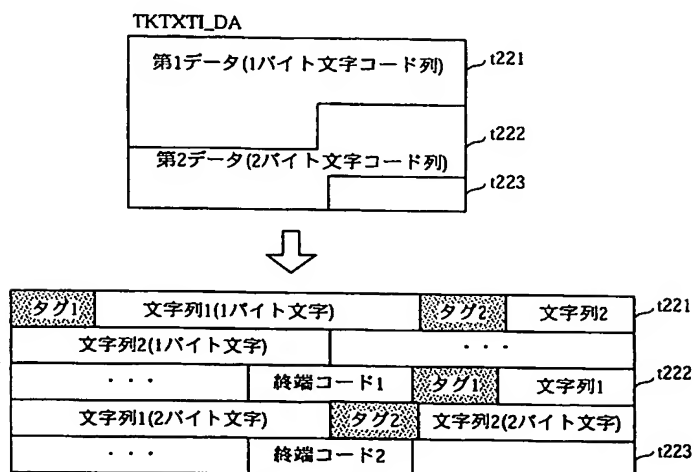 TKTXTI_DA
第1データ(1バイト文字コード列)
t221
t222
第2データ(2バイト文字コード列)
t223
タグ1 文字列1(1バイト文字) タグ2 文字列2
t221
文字列2(1バイト文字) ・・・
・・・ 終端コード1 タグ1 文字列1
t222
文字列1(2バイト文字) タグ2 文字列2(2バイト文字)
・・・ 終端コード2
t223